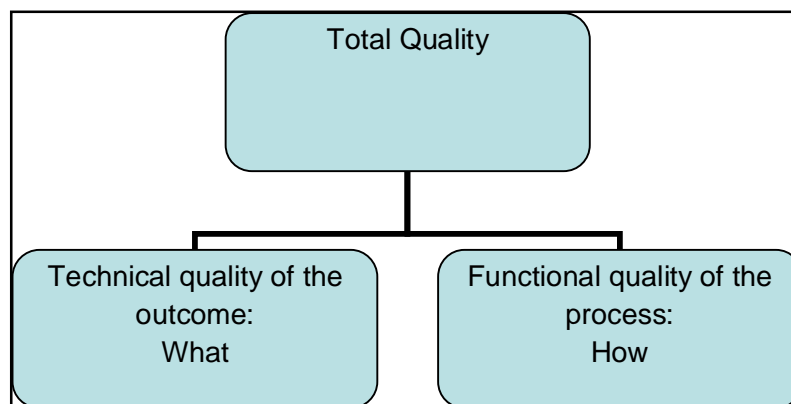 Total Quality
Technical quality of the
outcome:
What
Functional quality of the
process:
How